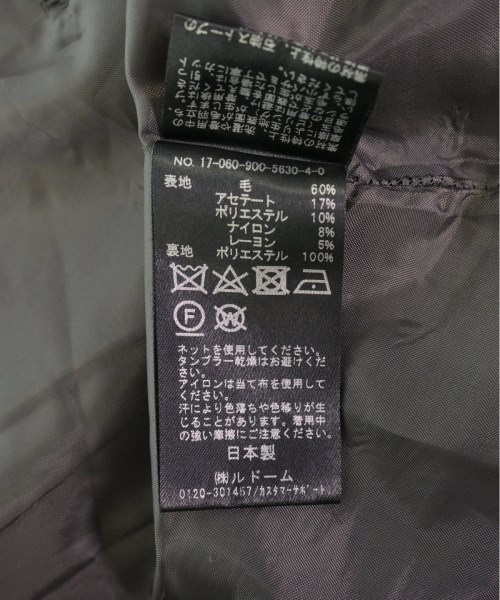 NO. 17-060-900-5630-4-0
表地 毛 60%
アセテート 17%
ポリエステル 10%
ナイロン 8%
レーヨン 5%
裏地 ポリエステル 100%
F W
ネットを使用してください。
タンブラー乾燥はお避けくだ
さい。
アイロンは当て布を使用して
ください。
汗により色落ちや色移りが生
じることがあります。着用中
の強い摩擦にご注意ください。
日本製
㈱ルドーム
0120-301457/カスタマーサポート